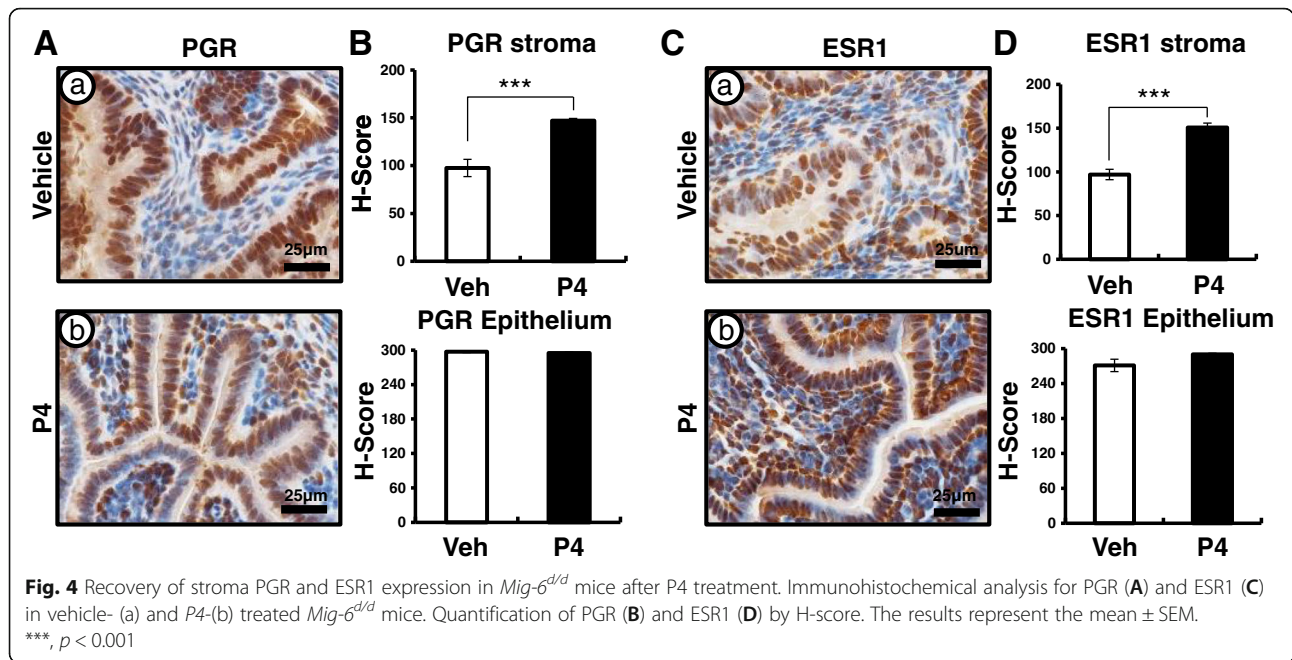 A PGR B PGR stroma C ESR1 D ESR1 stroma
a
Vehicle
25µm
H-Score
200
150
100
50
0
***
Veh P4
a
Vehicle
25um
H-Score
200
150
100
50
0
***
Veh P4
b
P4
25µm
PGR Epithelium
H-Score
300
240
180
120
60
0
Veh P4
b
P4
25µm
ESR1 Epithelium
H-Score
300
240
180
120
60
0
Veh P4
Fig. 4 Recovery of stroma PGR and ESR1 expression in Mig-6d/d mice after P4 treatment. Immunohistochemical analysis for PGR (A) and ESR1 (C)
in vehicle- (a) and P4-(b) treated Mig-6d/d mice. Quantification of PGR (B) and ESR1 (D) by H-score. The results represent the mean ± SEM.
***, p < 0.001